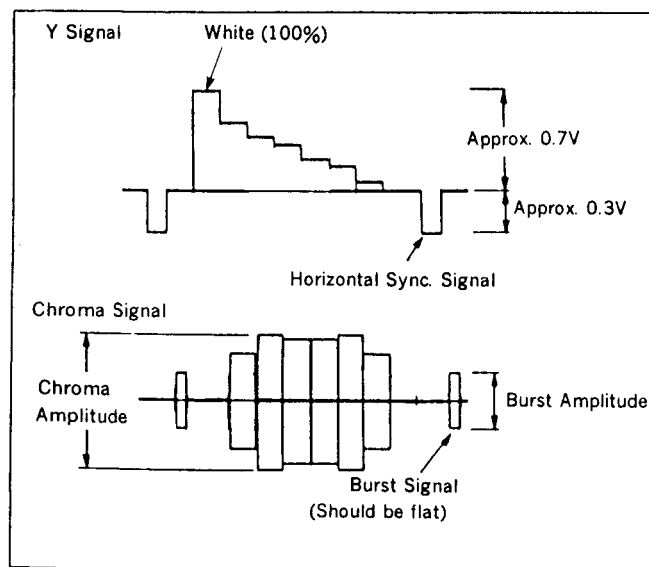 Y Signal
White (100%)
Approx. 0.7V
Approx. 0.3V
Horizontal Sync. Signal
Chroma Signal
Chroma
Amplitude
Burst Amplitude
Burst Signal
(Should be flat)